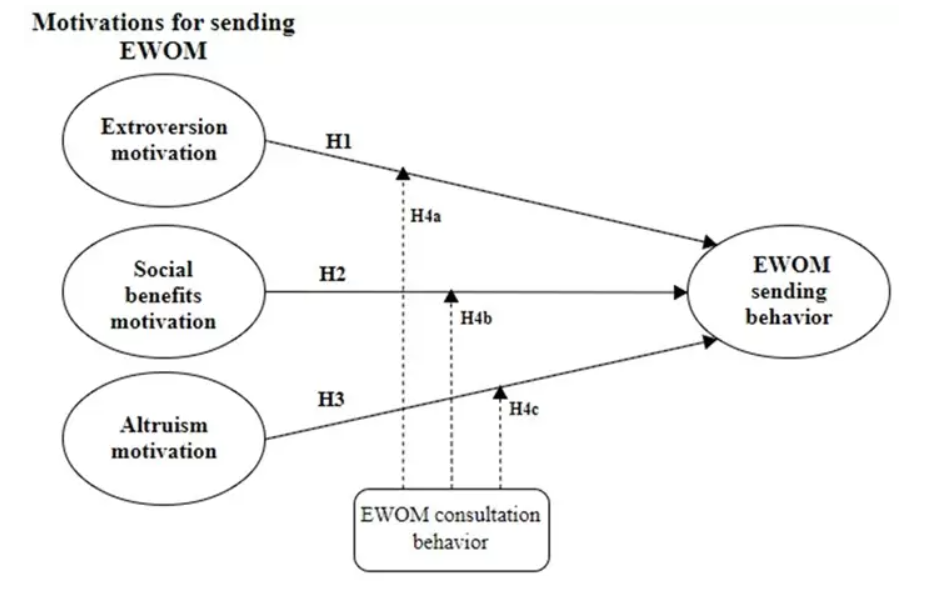 Motivations for sending
EWOM
Extroversion
motivation
H1
H4a
Social
benefits
motivation
H2
H4b
EWOM
sending
behavior
Altruism
motivation
H3
H4c
EWOM consultation
behavior